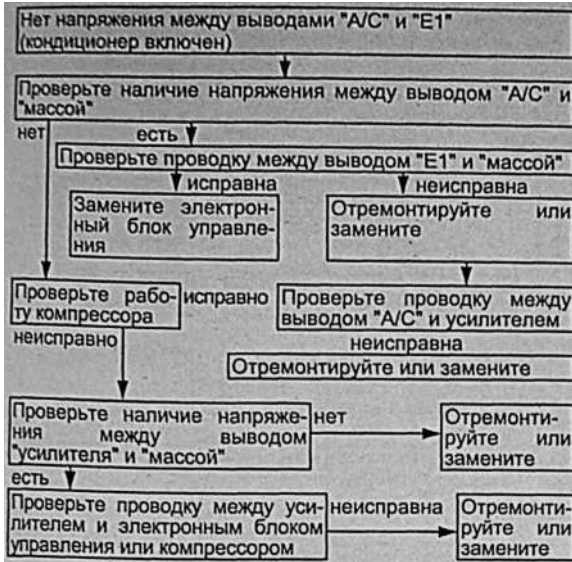 Нет напряжения между выводами "A/C" и "E1"
(кондиционер включен)
Проверьте наличие напряжения между выводом "A/C" и
"массой"
нет
есть
Проверьте проводку между выводом "E1" и "массой"
исправна
неисправна
Замените электрон-
ный блок управле-
ния
Отремонтируйте или
замените
Проверьте рабо-
ту компрессора
исправно
Проверьте проводку между
выводом "A/C" и усилителем
неисправно
неисправна
Отремонтируйте или замените
Проверьте наличие напряже-
ния между выводом
"усилителя" и "массой"
нет
Отремонти-
руйте или
замените
есть
Проверьте проводку между уси-
лителем и электронным блоком
управления или компрессором
неисправна
Отремонти-
руйте или
замените